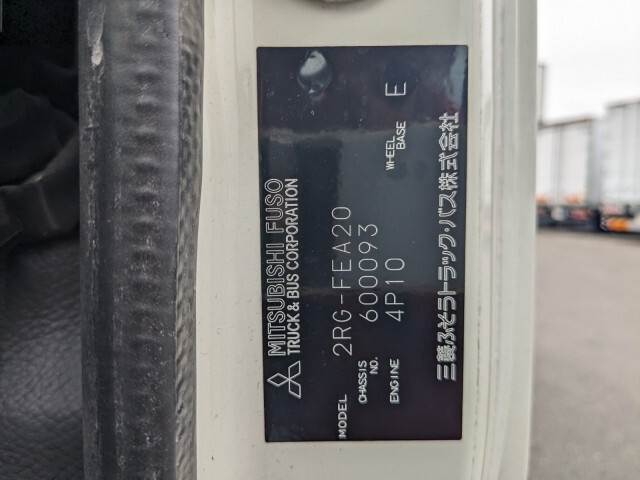 MITSUBISHI FUSO
TRUCK & BUS CORPORATION
MODEL 2RG-FEA20
CHASSIS NO. 600093
ENGINE 4P10 WHEEL BASE E
三菱ふそうトラック・バス株式会社